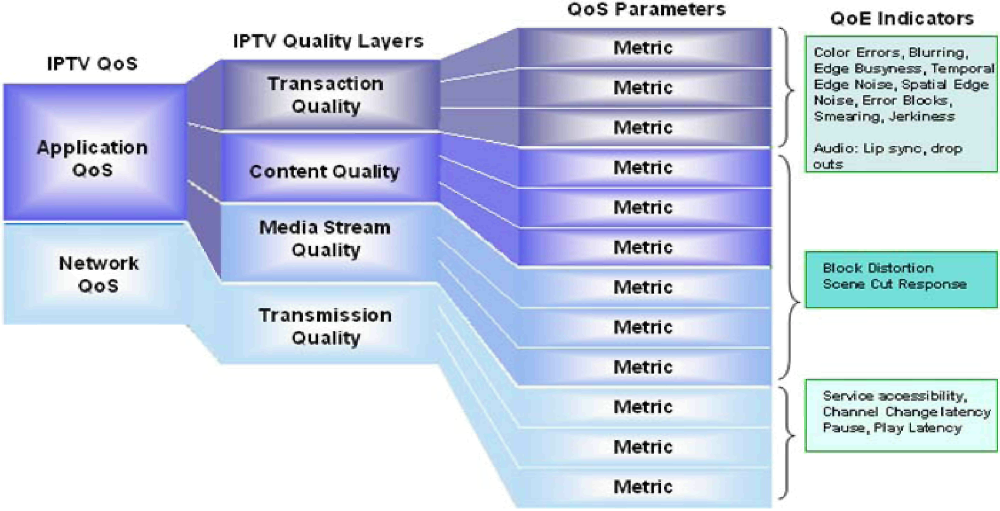 IPTV QoS
Application
QoS
Network
QoS
IPTV Quality Layers
Transaction
Quality
Content Quality
Media Stream
Quality
Transmission
Quality
QoS Parameters
Metric
Metric
Metric
Metric
Metric
Metric
Metric
Metric
Metric
Metric
Metric
Metric
QoE Indicators
Color Errors, Blurring,
Edge Busyness, Temporal
Edge Noise, Spatial Edge
Noise, Error Blocks,
Smearing, Jerkiness
Audio: Lip sync, drop
outs
Block Distortion
Scene Cut Response
Service accessibility,
Channel Change latency
Pause, Play Latency